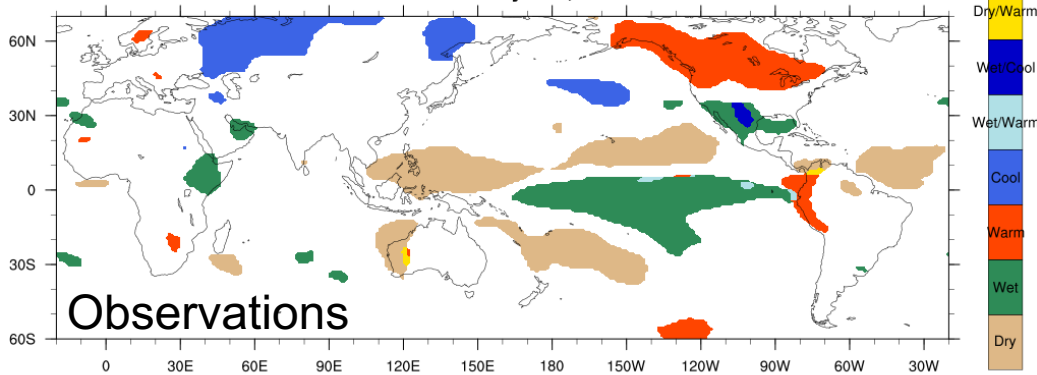 Dry/Warm
60N
Wet/Cool
30N
Wet/Warm
0
Cool
Warm
30S
Wet
Observations
60S
Dry
0 30E 60E 90E 120E 150E 180 150W 120W 90W 60W 30W